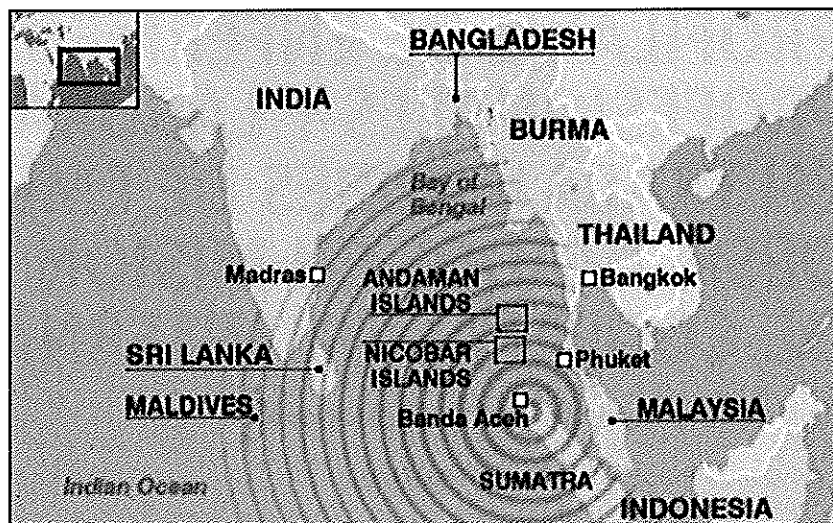 BANGLADESH
INDIA
BURMA
Bay of
Bengal
THAILAND
Madras
ANDAMAN
ISLANDS
Bangkok
SRI LANKA
NICOBAR
ISLANDS
Phuket
MALDIVES
Banda Aceh
MALAYSIA
Indian Ocean
SUMATRA
INDONESIA